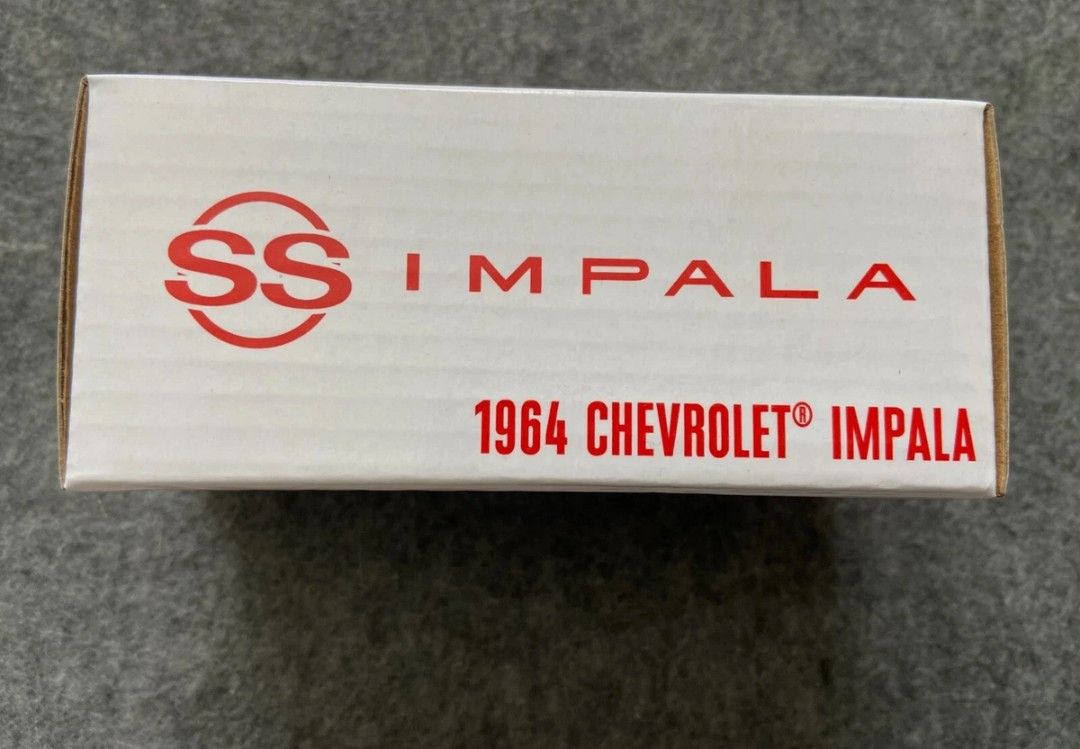 SS IMPALA
1964 CHEVROLET® IMPALA